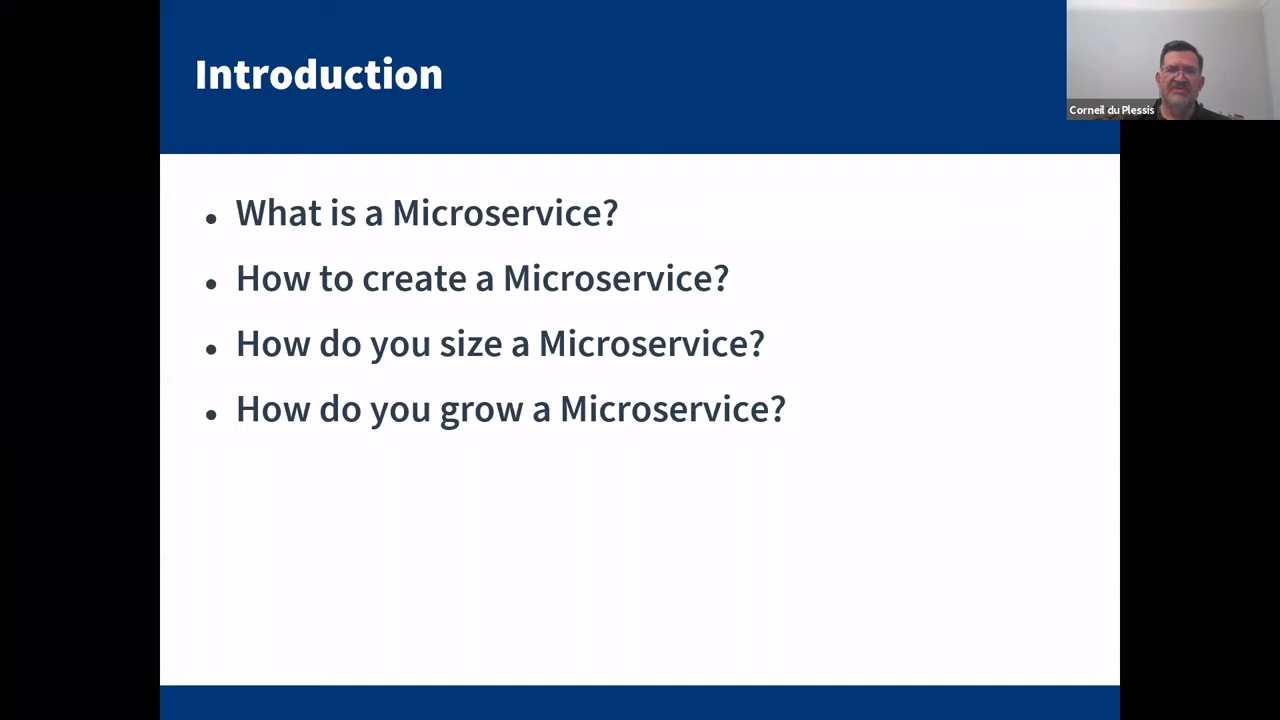 Introduction
Corneil du Plessis
• What is a Microservice?
• How to create a Microservice?
• How do you size a Microservice?
• How do you grow a Microservice?